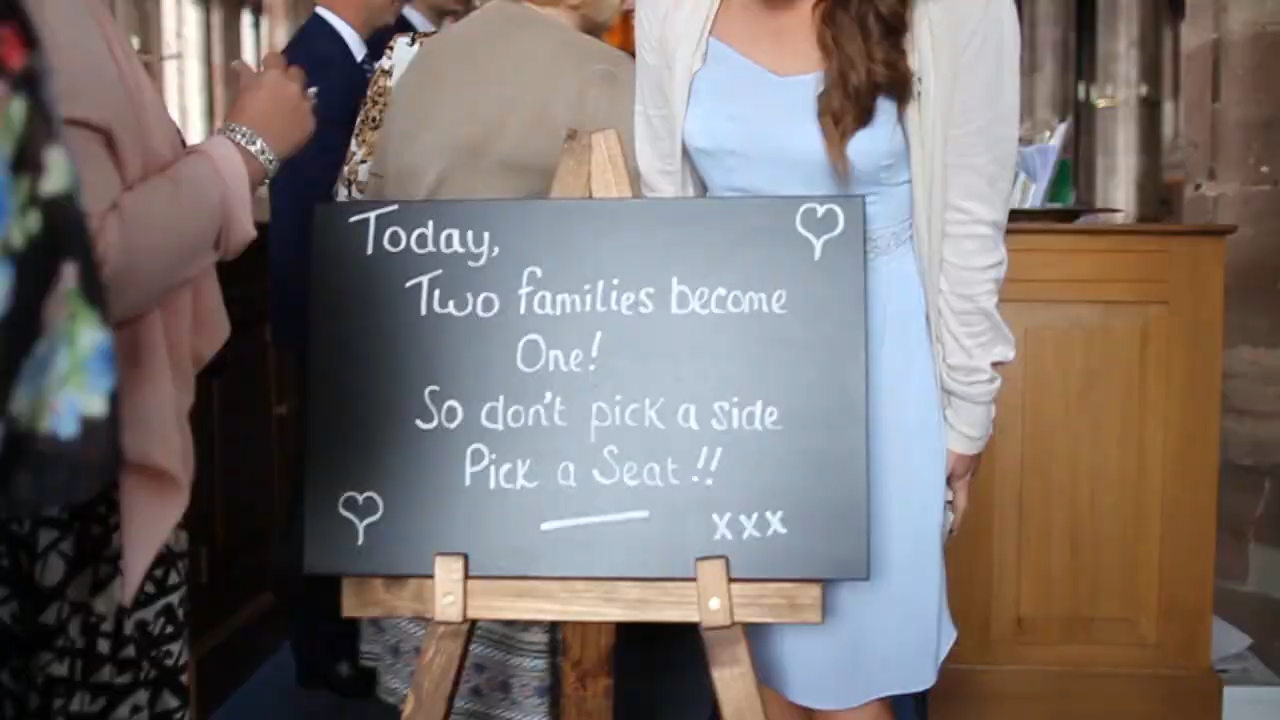 Today,
Two families become
One!
So don't pick a side
Pick a Seat!!
xxx